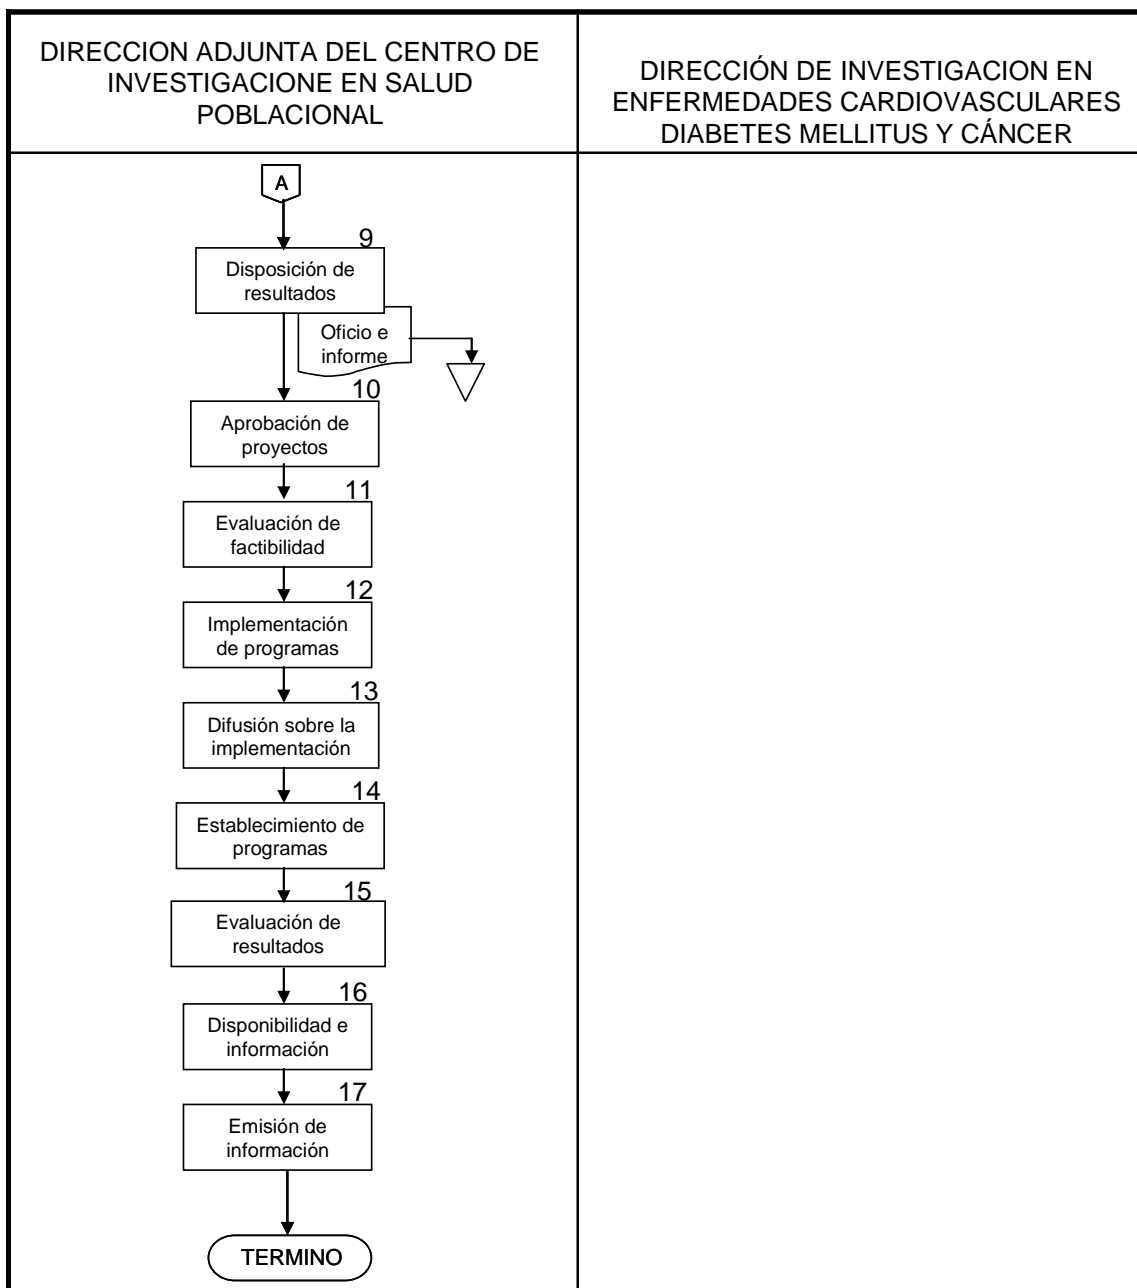 DIRECCION ADJUNTA DEL CENTRO DE
INVESTIGACIONE EN SALUD
POBLACIONAL
DIRECCIÓN DE INVESTIGACION EN
ENFERMEDADES CARDIOVASCULARES
DIABETES MELLITUS Y CÁNCER
A
9
Disposición de
resultados
Oficio e
informe
10
Aprobación de
proyectos
11
Evaluación de
factibilidad
12
Implementación
de programas
13
Difusión sobre la
implementación
14
Establecimiento de
programas
15
Evaluación de
resultados
16
Disponibilidad e
información
17
Emisión de
información
TERMINO